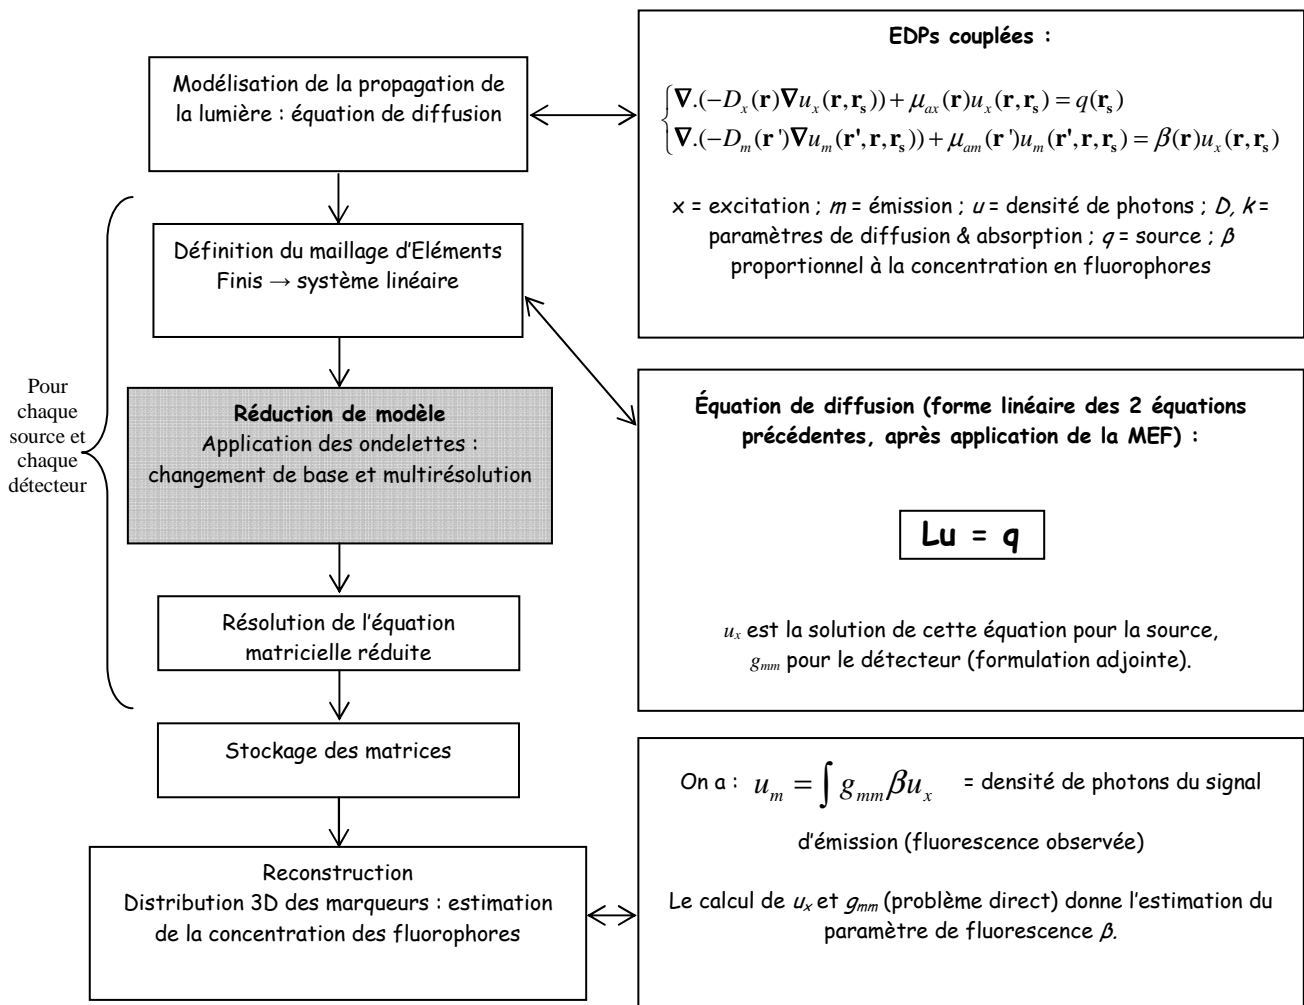 Modélisation de la propagation de
la lumière : équation de diffusion
EDPs couplées :
∇.(−D_x(r)∇u_x(r,r_s)) + μ_ax(r)u_x(r,r_s) = q(r_s)
∇.(−D_m(r')∇u_m(r',r,r_s)) + μ_am(r')u_m(r',r,r_s) = β(r)u_x(r,r_s)
x = excitation ; m = émission ; u = densité de photons ; D, k =
paramètres de diffusion & absorption ; q = source ; β
proportionnel à la concentration en fluorophores
Définition du maillage d'Eléments
Finis → système linéaire
Pour
chaque
source et
chaque
détecteur
Réduction de modèle
Application des ondelettes :
changement de base et multirésolution
Équation de diffusion (forme linéaire des 2 équations
précédentes, après application de la MEF) :
Lu = q
u_x est la solution de cette équation pour la source,
g_mm pour le détecteur (formulation adjointe).
Résolution de l'équation
matricielle réduite
Stockage des matrices
On a : u_m = ∫ g_mm βu_x = densité de photons du signal
d'émission (fluorescence observée)
Le calcul de u_x et g_mm (problème direct) donne l'estimation du
paramètre de fluorescence β.
Reconstruction
Distribution 3D des marqueurs : estimation
de la concentration des fluorophores